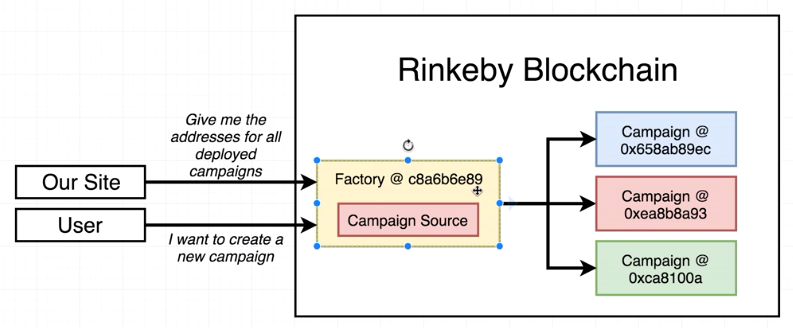 Rinkeby Blockchain
Give me the
addresses for all
deployed
campaigns
Our Site
User
I want to create a
new campaign
Factory @ c8a6b6e89
Campaign Source
Campaign @
0x658ab89ec
Campaign @
0xea8b8a93
Campaign @
0xca8100a